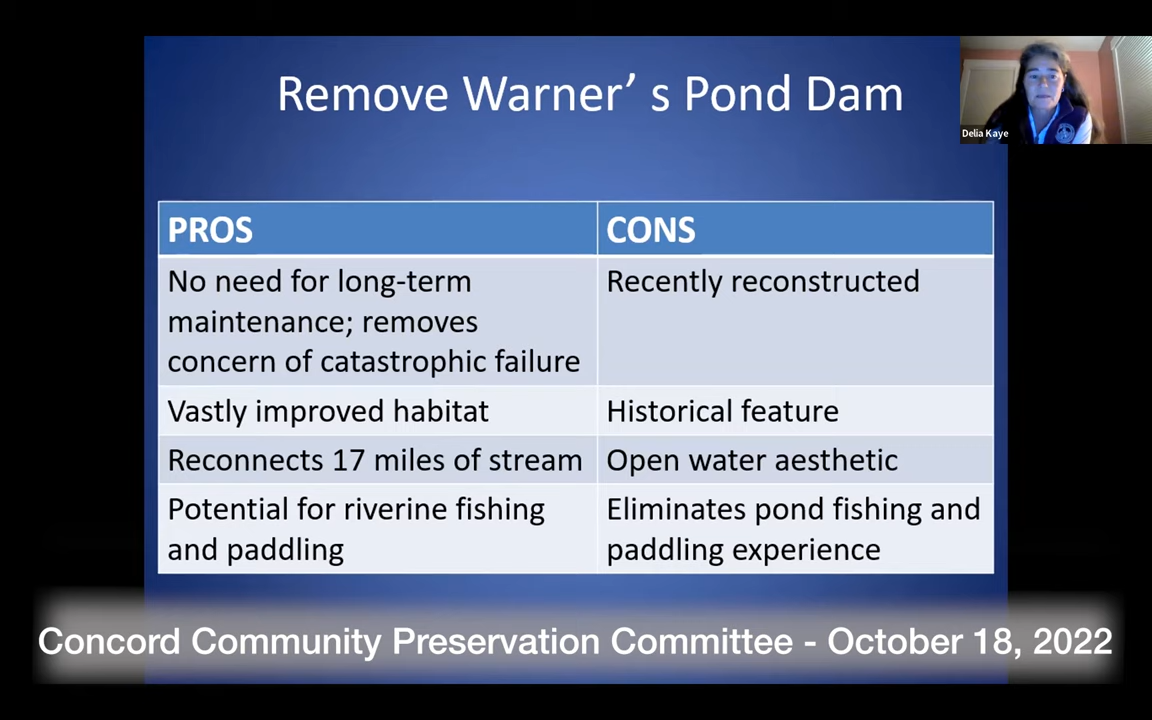 Remove Warner’ s Pond Dam
Delia Kaye
PROS
CONS
No need for long-term
maintenance; removes
concern of catastrophic failure
Recently reconstructed
Vastly improved habitat
Historical feature
Reconnects 17 miles of stream
Open water aesthetic
Potential for riverine fishing
and paddling
Eliminates pond fishing and
paddling experience
Concord Community Preservation Committee - October 18, 2022